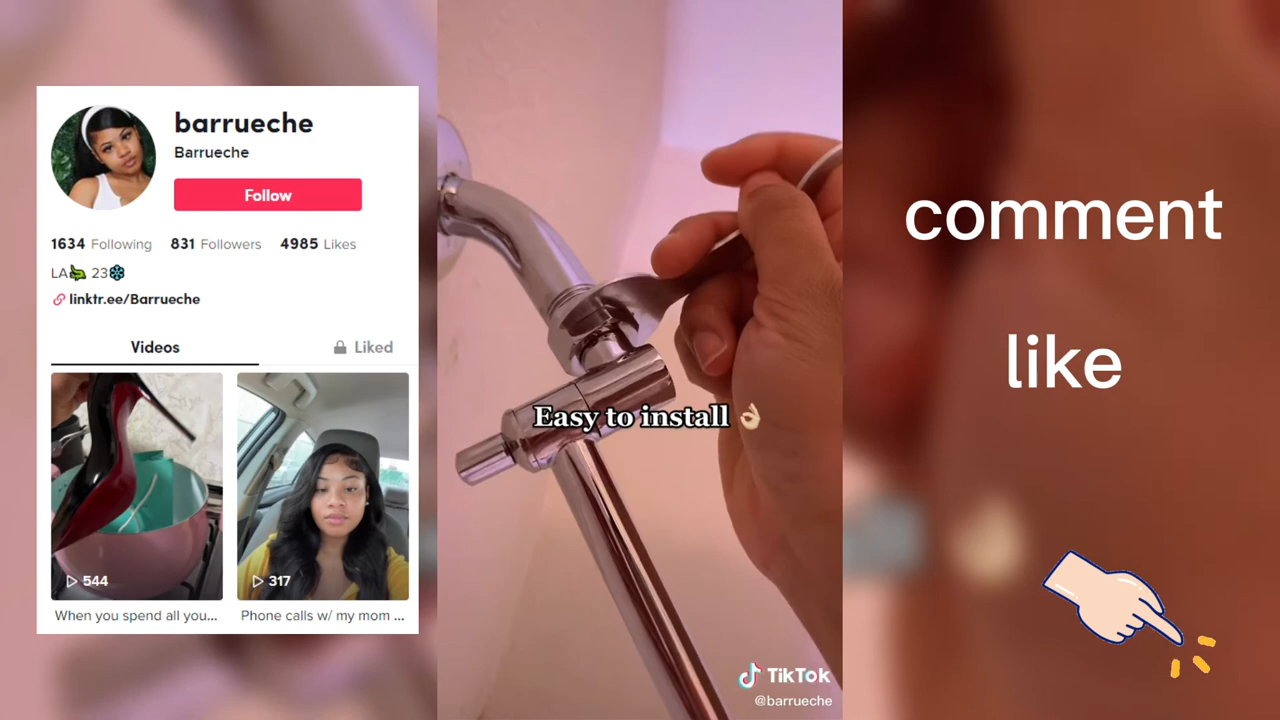 barrueche
Barrueche
Follow
1634 Following 831 Followers 4985 Likes
LA 23
linktr.ee/Barrueche
Videos
Liked
544
317
When you spend all you...
Phone calls w/ my mom ...
Easy to install
TikTok
@barrueche
comment
like